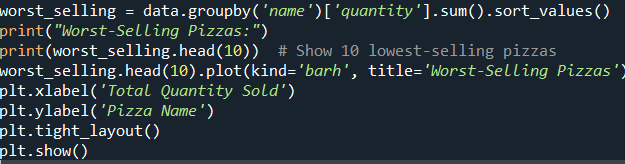 worst_selling = data.groupby('name')['quantity'].sum().sort_values()
print("Worst-Selling Pizzas:")
print(worst_selling.head(10))  # Show 10 lowest-selling pizzas
worst_selling.head(10).plot(kind='barh', title='Worst-Selling Pizzas')
plt.xlabel('Total Quantity Sold')
plt.ylabel('Pizza Name')
plt.tight_layout()
plt.show()